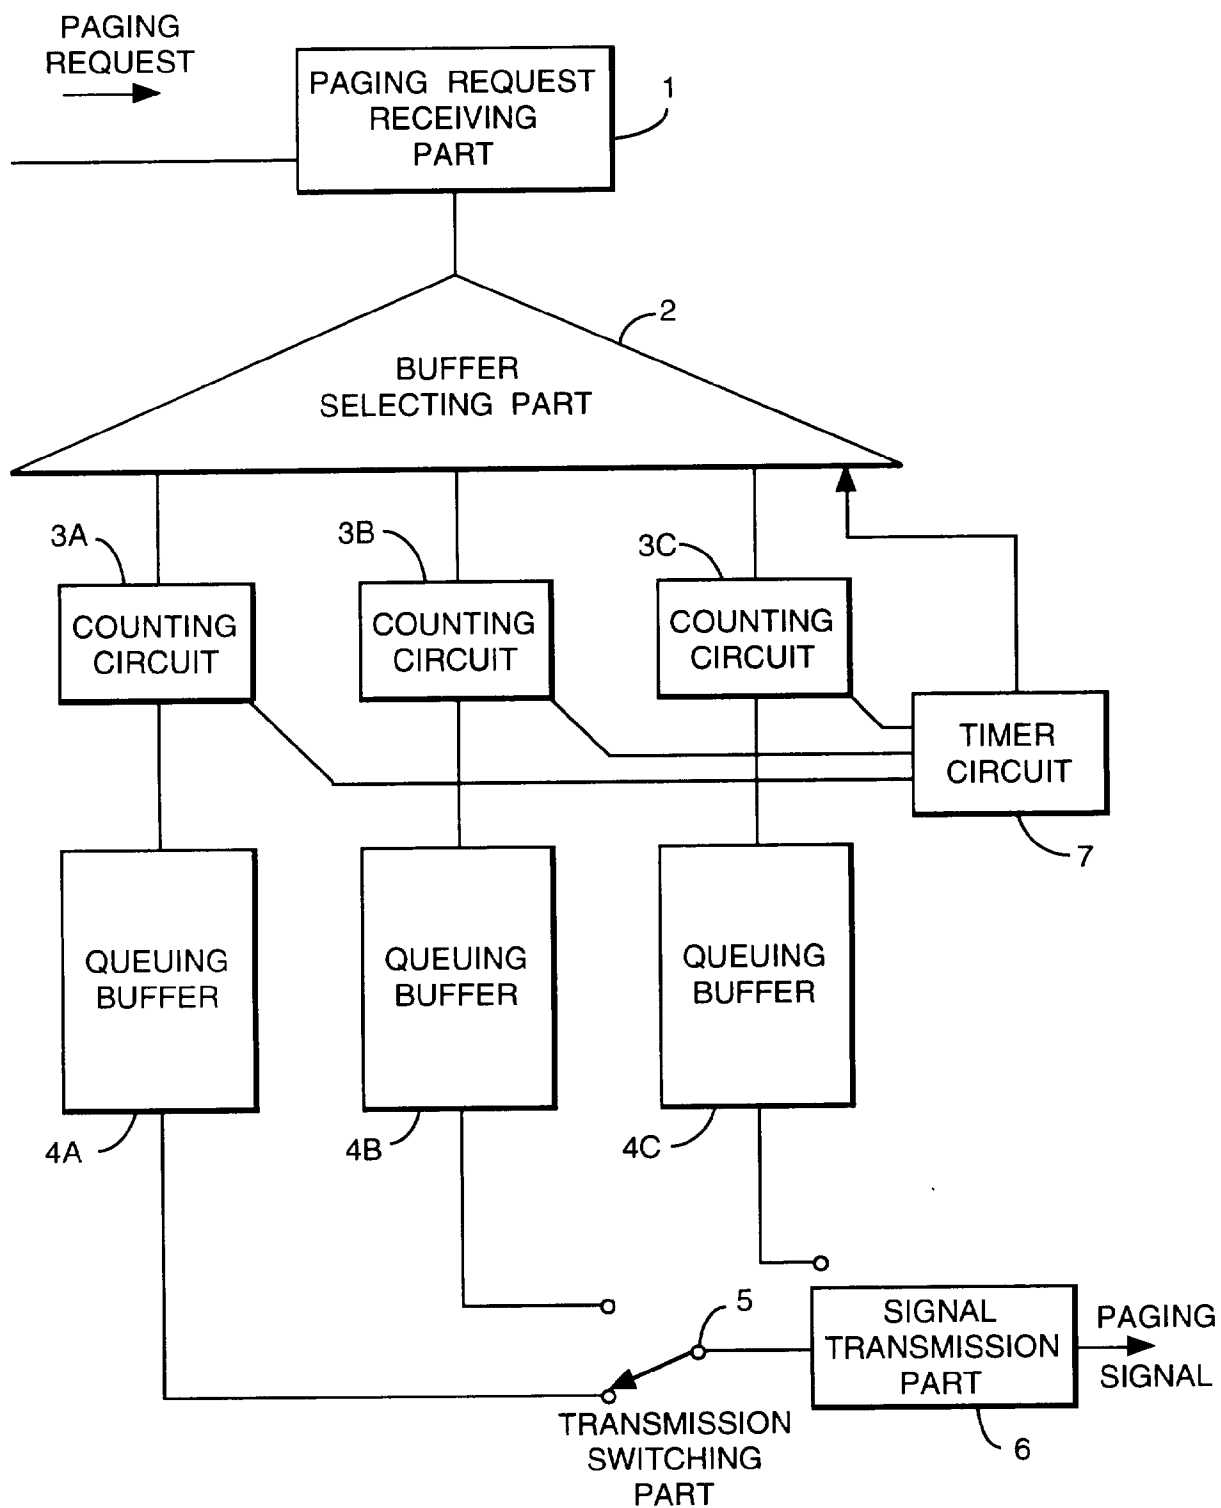 PAGING
REQUEST
PAGING REQUEST
RECEIVING
PART
1
2
BUFFER
SELECTING PART
3A
3B
3C
COUNTING
CIRCUIT
COUNTING
CIRCUIT
COUNTING
CIRCUIT
TIMER
CIRCUIT
7
QUEUING
BUFFER
QUEUING
BUFFER
QUEUING
BUFFER
4A
4B
4C
5
SIGNAL
TRANSMISSION
PART
PAGING
SIGNAL
6
TRANSMISSION
SWITCHING
PART